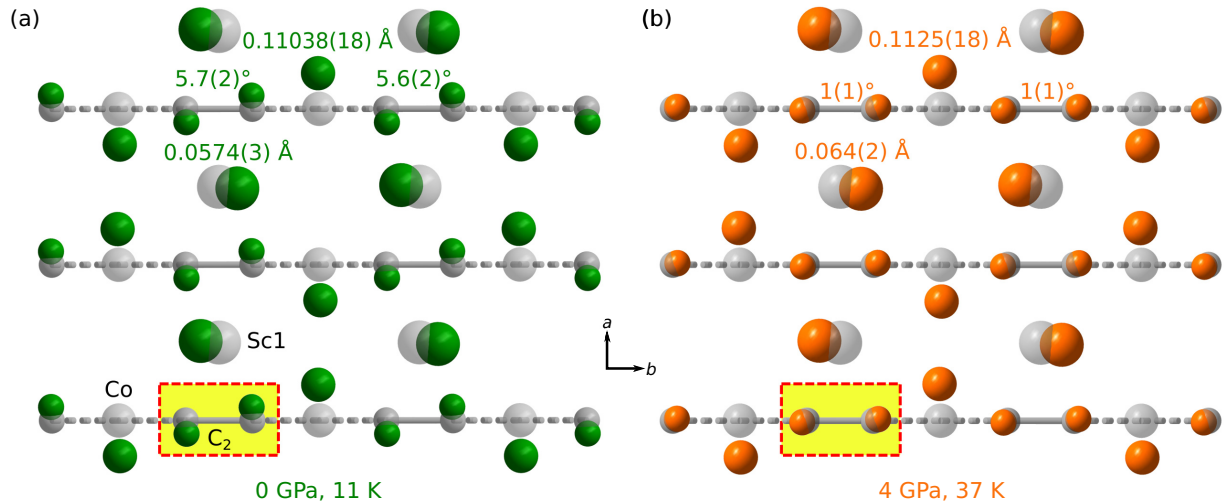 (a)
0.11038(18) Å
5.7(2)°
5.6(2)°
0.0574(3) Å
Sc1
Co
C₂
0 GPa, 11 K
a
b
(b)
0.1125(18) Å
1(1)°
1(1)°
0.064(2) Å
4 GPa, 37 K